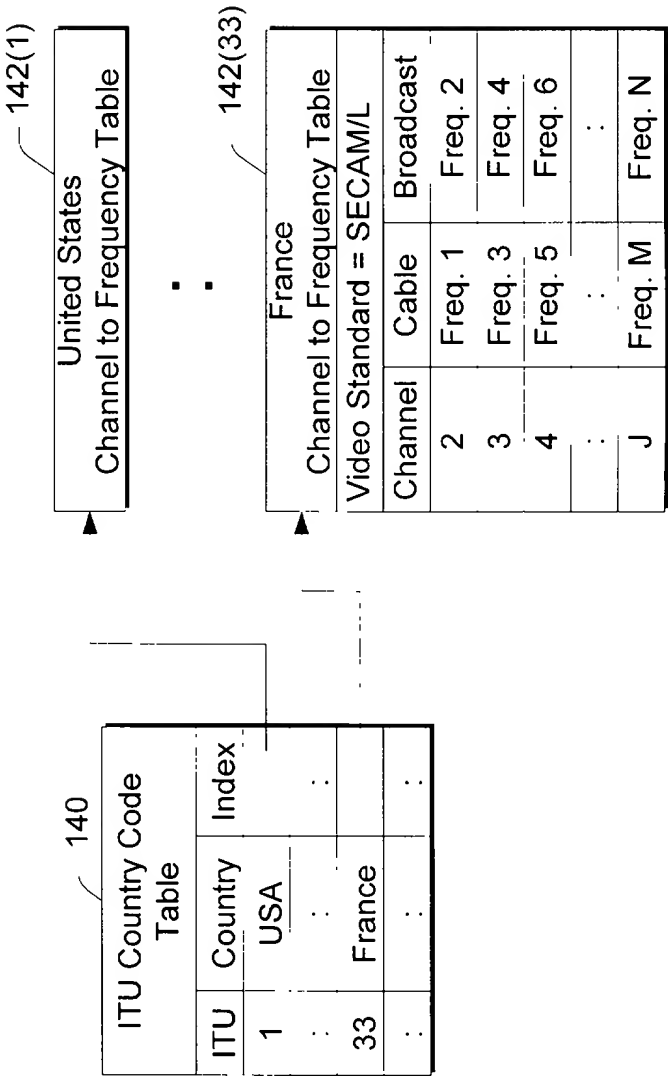 140
ITU Country Code
Table
ITU Country Index
1 USA
: : :
33 France
: : :
142(1)
United States
Channel to Frequency Table
:
142(33)
France
Channel to Frequency Table
Video Standard = SECAM/L
Channel Cable Broadcast
2 Freq. 1 Freq. 2
3 Freq. 3 Freq. 4
4 Freq. 5 Freq. 6
: : :
J Freq. M Freq. N